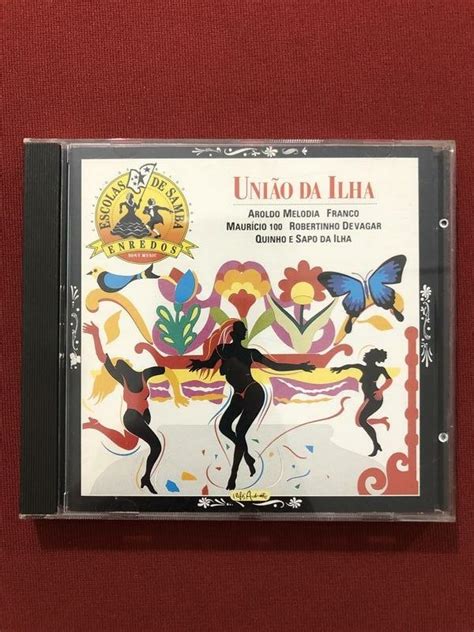 ESCOLAS DE SAMBA
ENREDOS
SONY MUSIC
UNIÃO DA ILHA
AROLDO MELODIA FRANCO
MAURÍCIO 100 ROBERTINHO DEVAGAR
QUINHO E SAPO DA ILHA